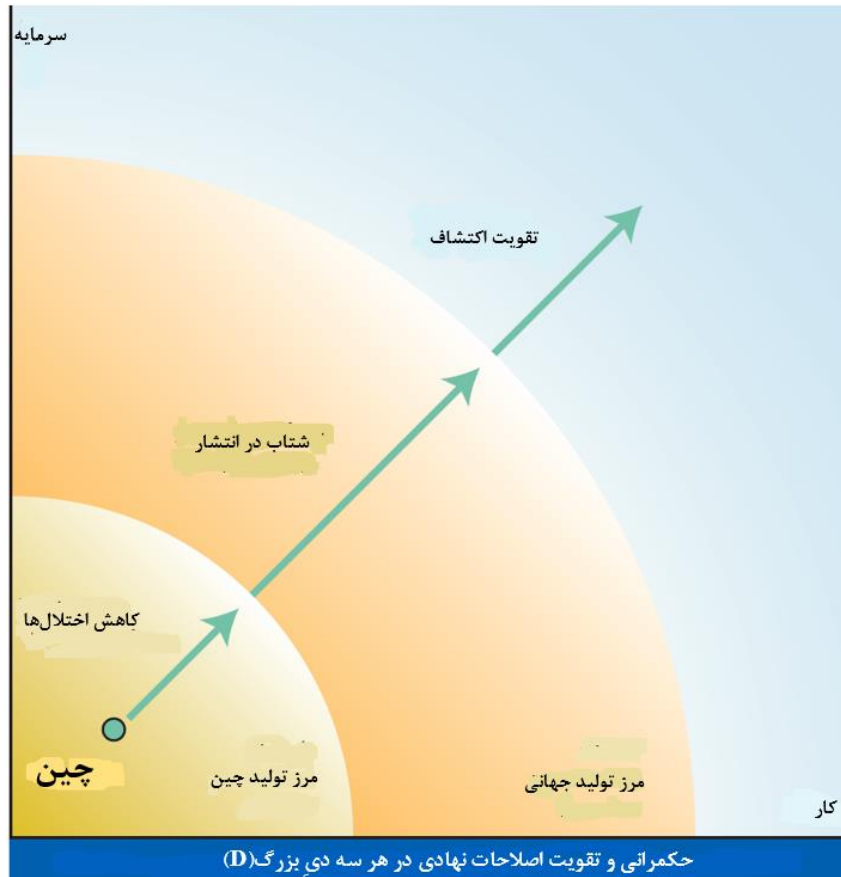 سرمایه
تقویت اکتشاف
شتاب در انتشار
کاهش اختلال‌ها
چین
مرز تولید چین
مرز تولید جهانی
کار
حکمرانی و تقویت اصلاحات نهادی در هر سه دیِ بزرگ(D)